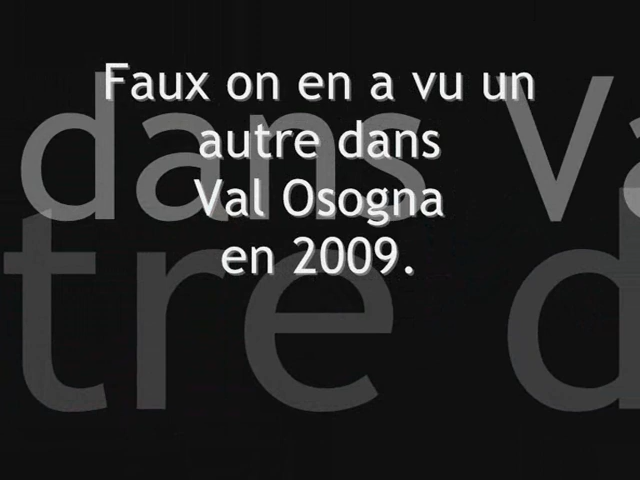 Faux on en a vu un
autre dans
Val Osogna
en 2009.
dans Va
tre d